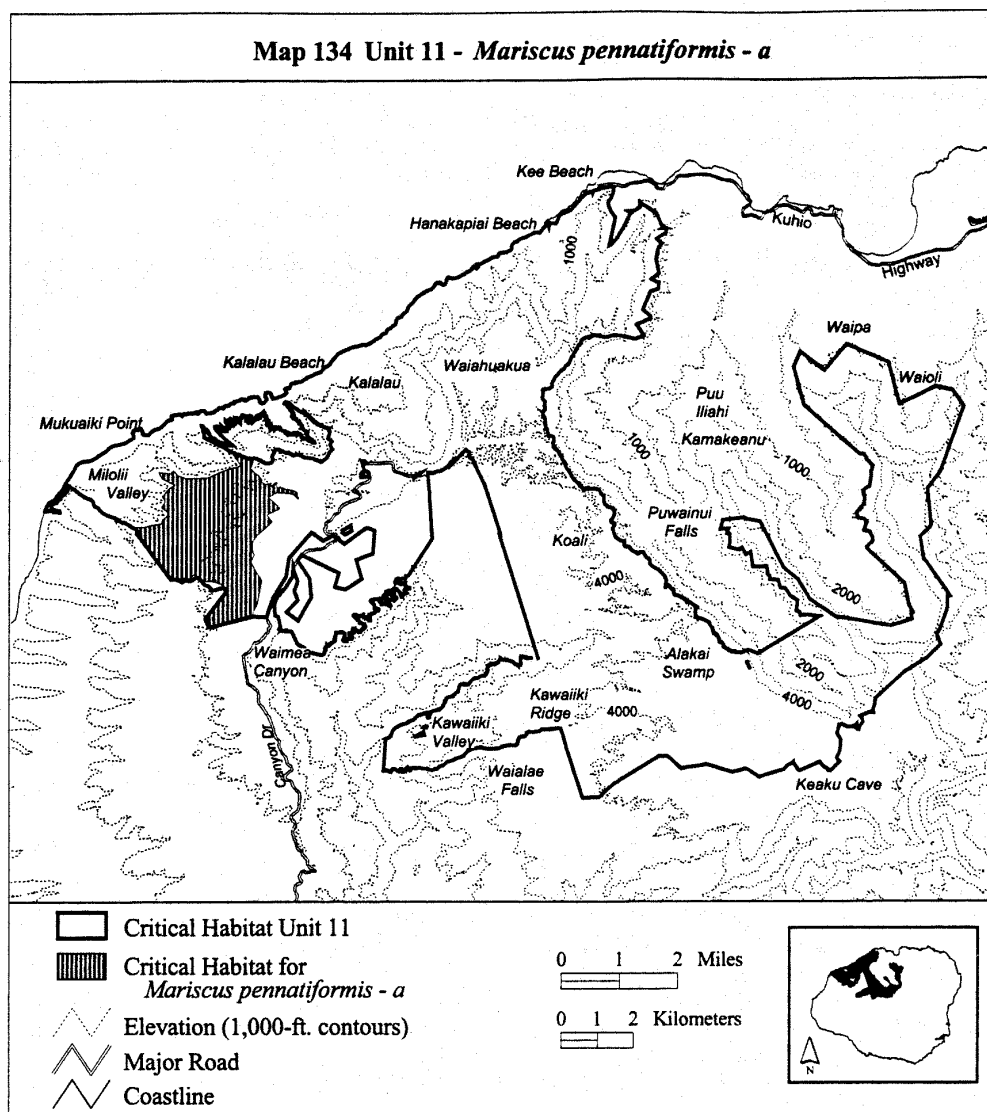 Map 134 Unit 11 - Mariscus pennatiformis - a
Kee Beach
Hanakapiai Beach
Kuhio
Highway
1000
Waipa
Kalalau Beach
Kalalau
Waiahuakua
Waioli
Mukuaiki Point
Puu
Iliahi
Kamakeanu
1000
1000
Milolii
Valley
Puwainui
Falls
Koali
4000
2000
Waimea
Canyon
Alakai
Swamp
2000
4000
Kawaiiki
Ridge
4000
Kawaiiki
Valley
Canyon Dr
Waialae
Falls
Keaku Cave
Critical Habitat Unit 11
Critical Habitat for
Mariscus pennatiformis - a
Elevation (1,000-ft. contours)
Major Road
Coastline
0 1 2 Miles
0 1 2 Kilometers
N